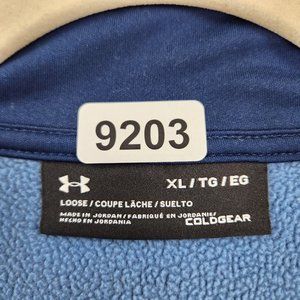 9203
XL / TG / EG
LOOSE / COUPE LÂCHE / SUELTO
MADE IN JORDAN / FABRIQUÉ EN JORDANIE/
HECHO EN JORDANIA
COLDGEAR